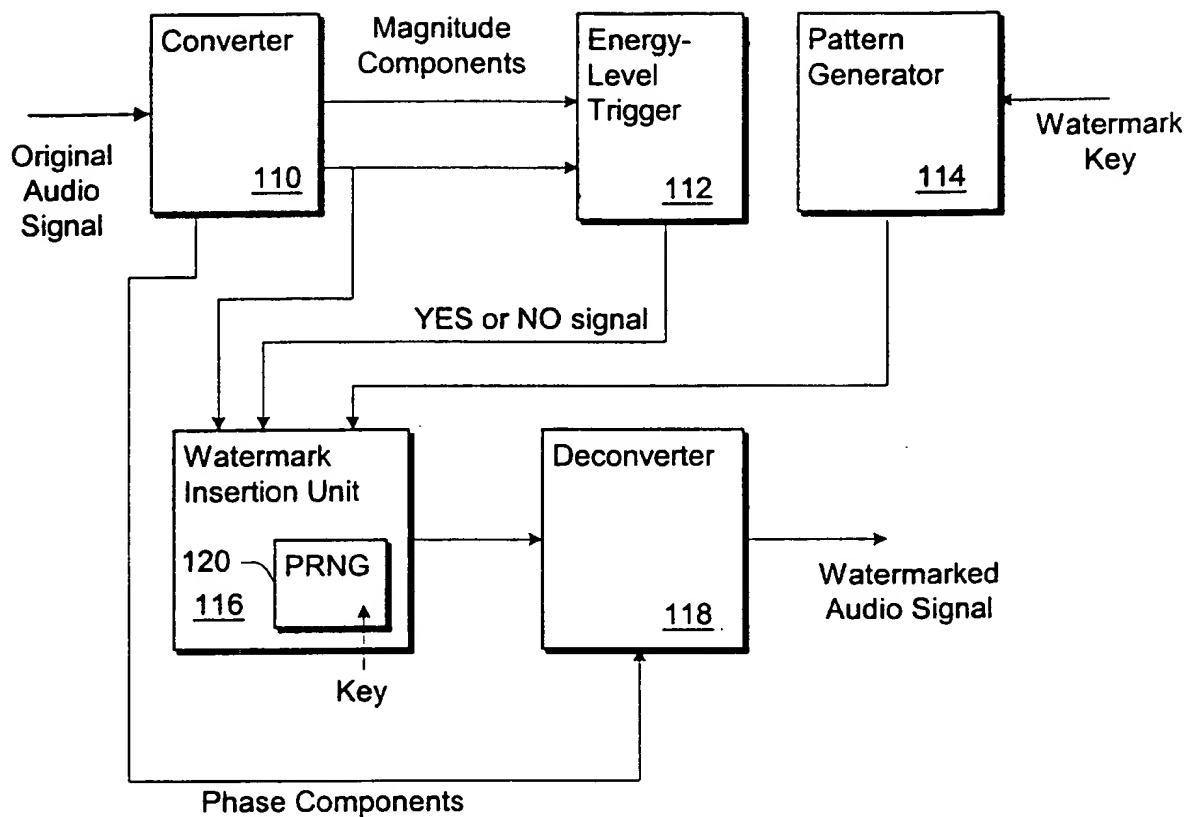 Converter
110
Magnitude
Components
Energy-
Level
Trigger
112
Pattern
Generator
114
Original
Audio
Signal
Watermark
Key
YES or NO signal
Watermark
Insertion Unit
120
PRNG
116
Key
Deconverter
118
Watermarked
Audio Signal
Phase Components